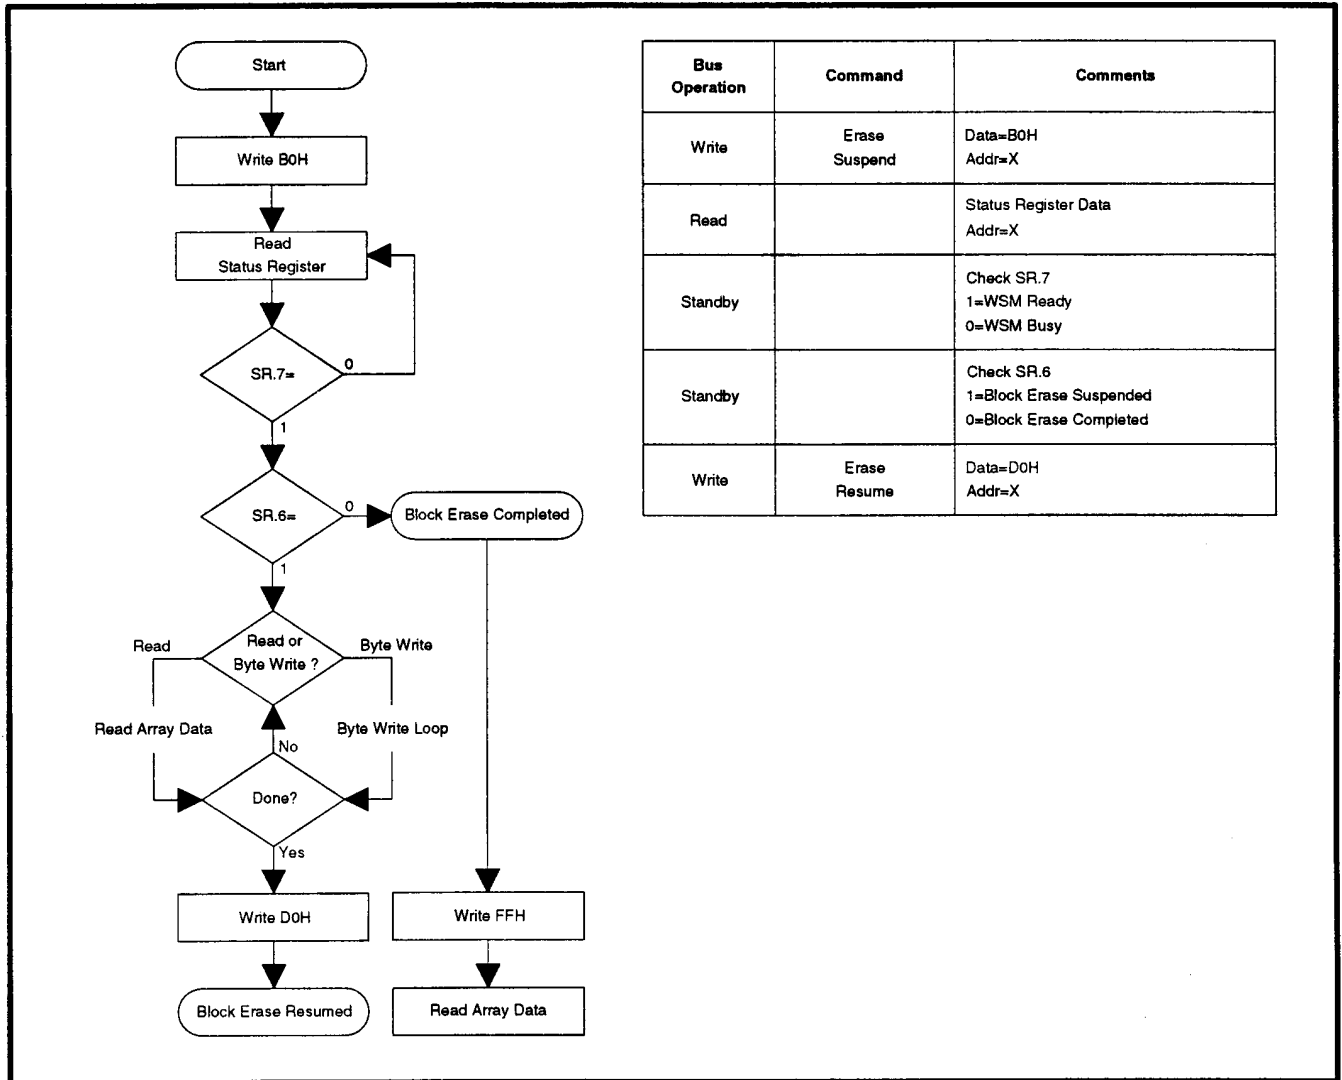 Start
Write B0H
Read
Status Register
SR.7=
0
1
SR.6=
0
Block Erase Completed
1
Read or
Byte Write ?
Read
Byte Write
Read Array Data
Byte Write Loop
No
Done?
Yes
Write D0H
Write FFH
Block Erase Resumed
Read Array Data
Bus
Operation
Command
Comments
Write
Erase
Suspend
Data=B0H
Addr=X
Read
Status Register Data
Addr=X
Standby
Check SR.7
1=WSM Ready
0=WSM Busy
Standby
Check SR.6
1=Block Erase Suspended
0=Block Erase Completed
Write
Erase
Resume
Data=D0H
Addr=X